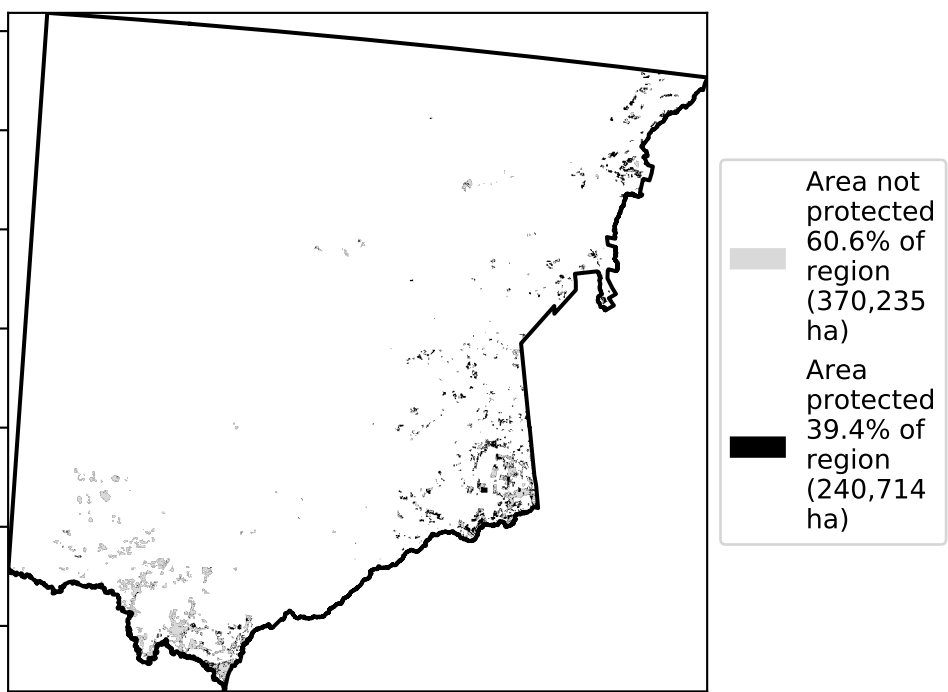 Area not
protected
60.6% of
region
(370,235
ha)
Area
protected
39.4% of
region
(240,714
ha)